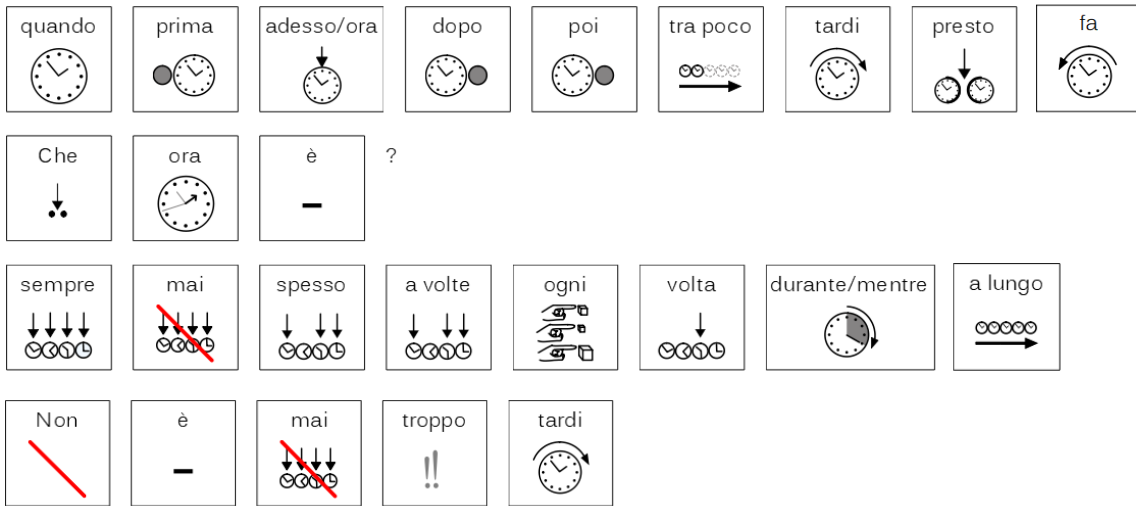 quando prima adesso/ora dopo poi tra poco tardi presto fa
Che ora è ?
sempre mai spesso a volte ogni volta durante/mentre a lungo
Non è mai troppo tardi